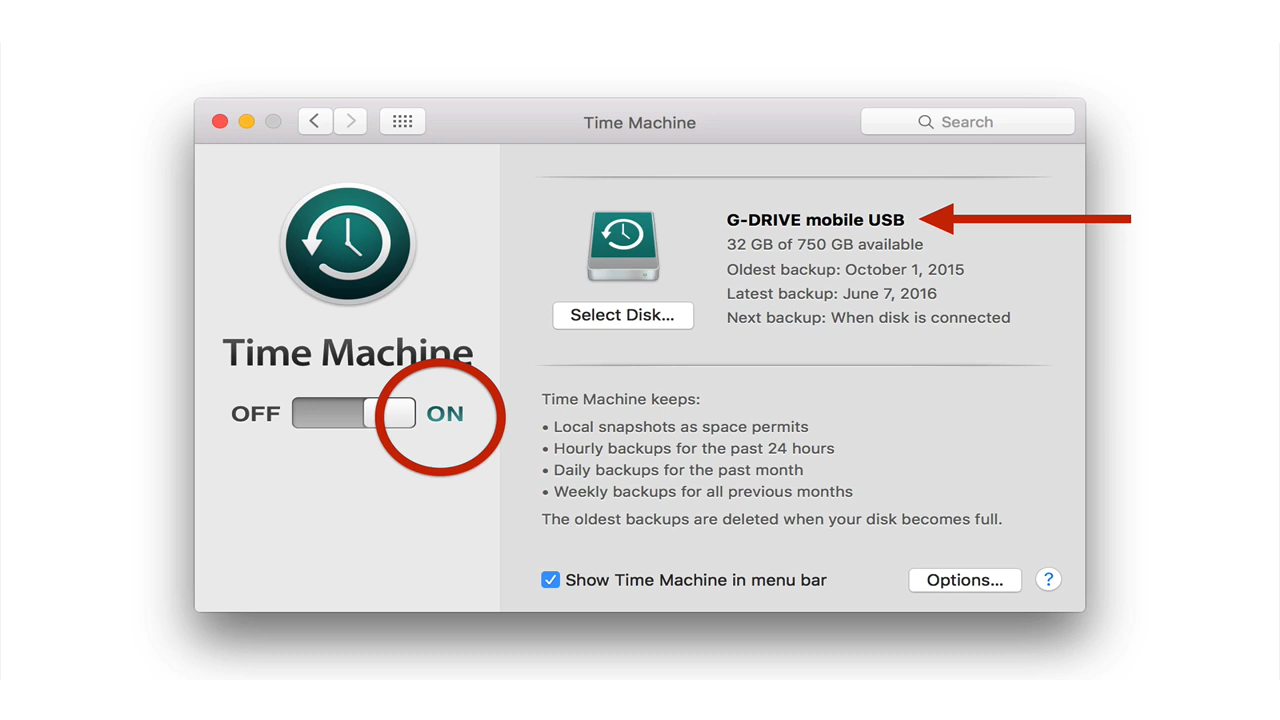 Time Machine
Search
Time Machine
OFF ON
G-DRIVE mobile USB
32 GB of 750 GB available
Oldest backup: October 1, 2015
Latest backup: June 7, 2016
Next backup: When disk is connected
Select Disk...
Time Machine keeps:
• Local snapshots as space permits
• Hourly backups for the past 24 hours
• Daily backups for the past month
• Weekly backups for all previous months
The oldest backups are deleted when your disk becomes full.
Show Time Machine in menu bar
Options...
?